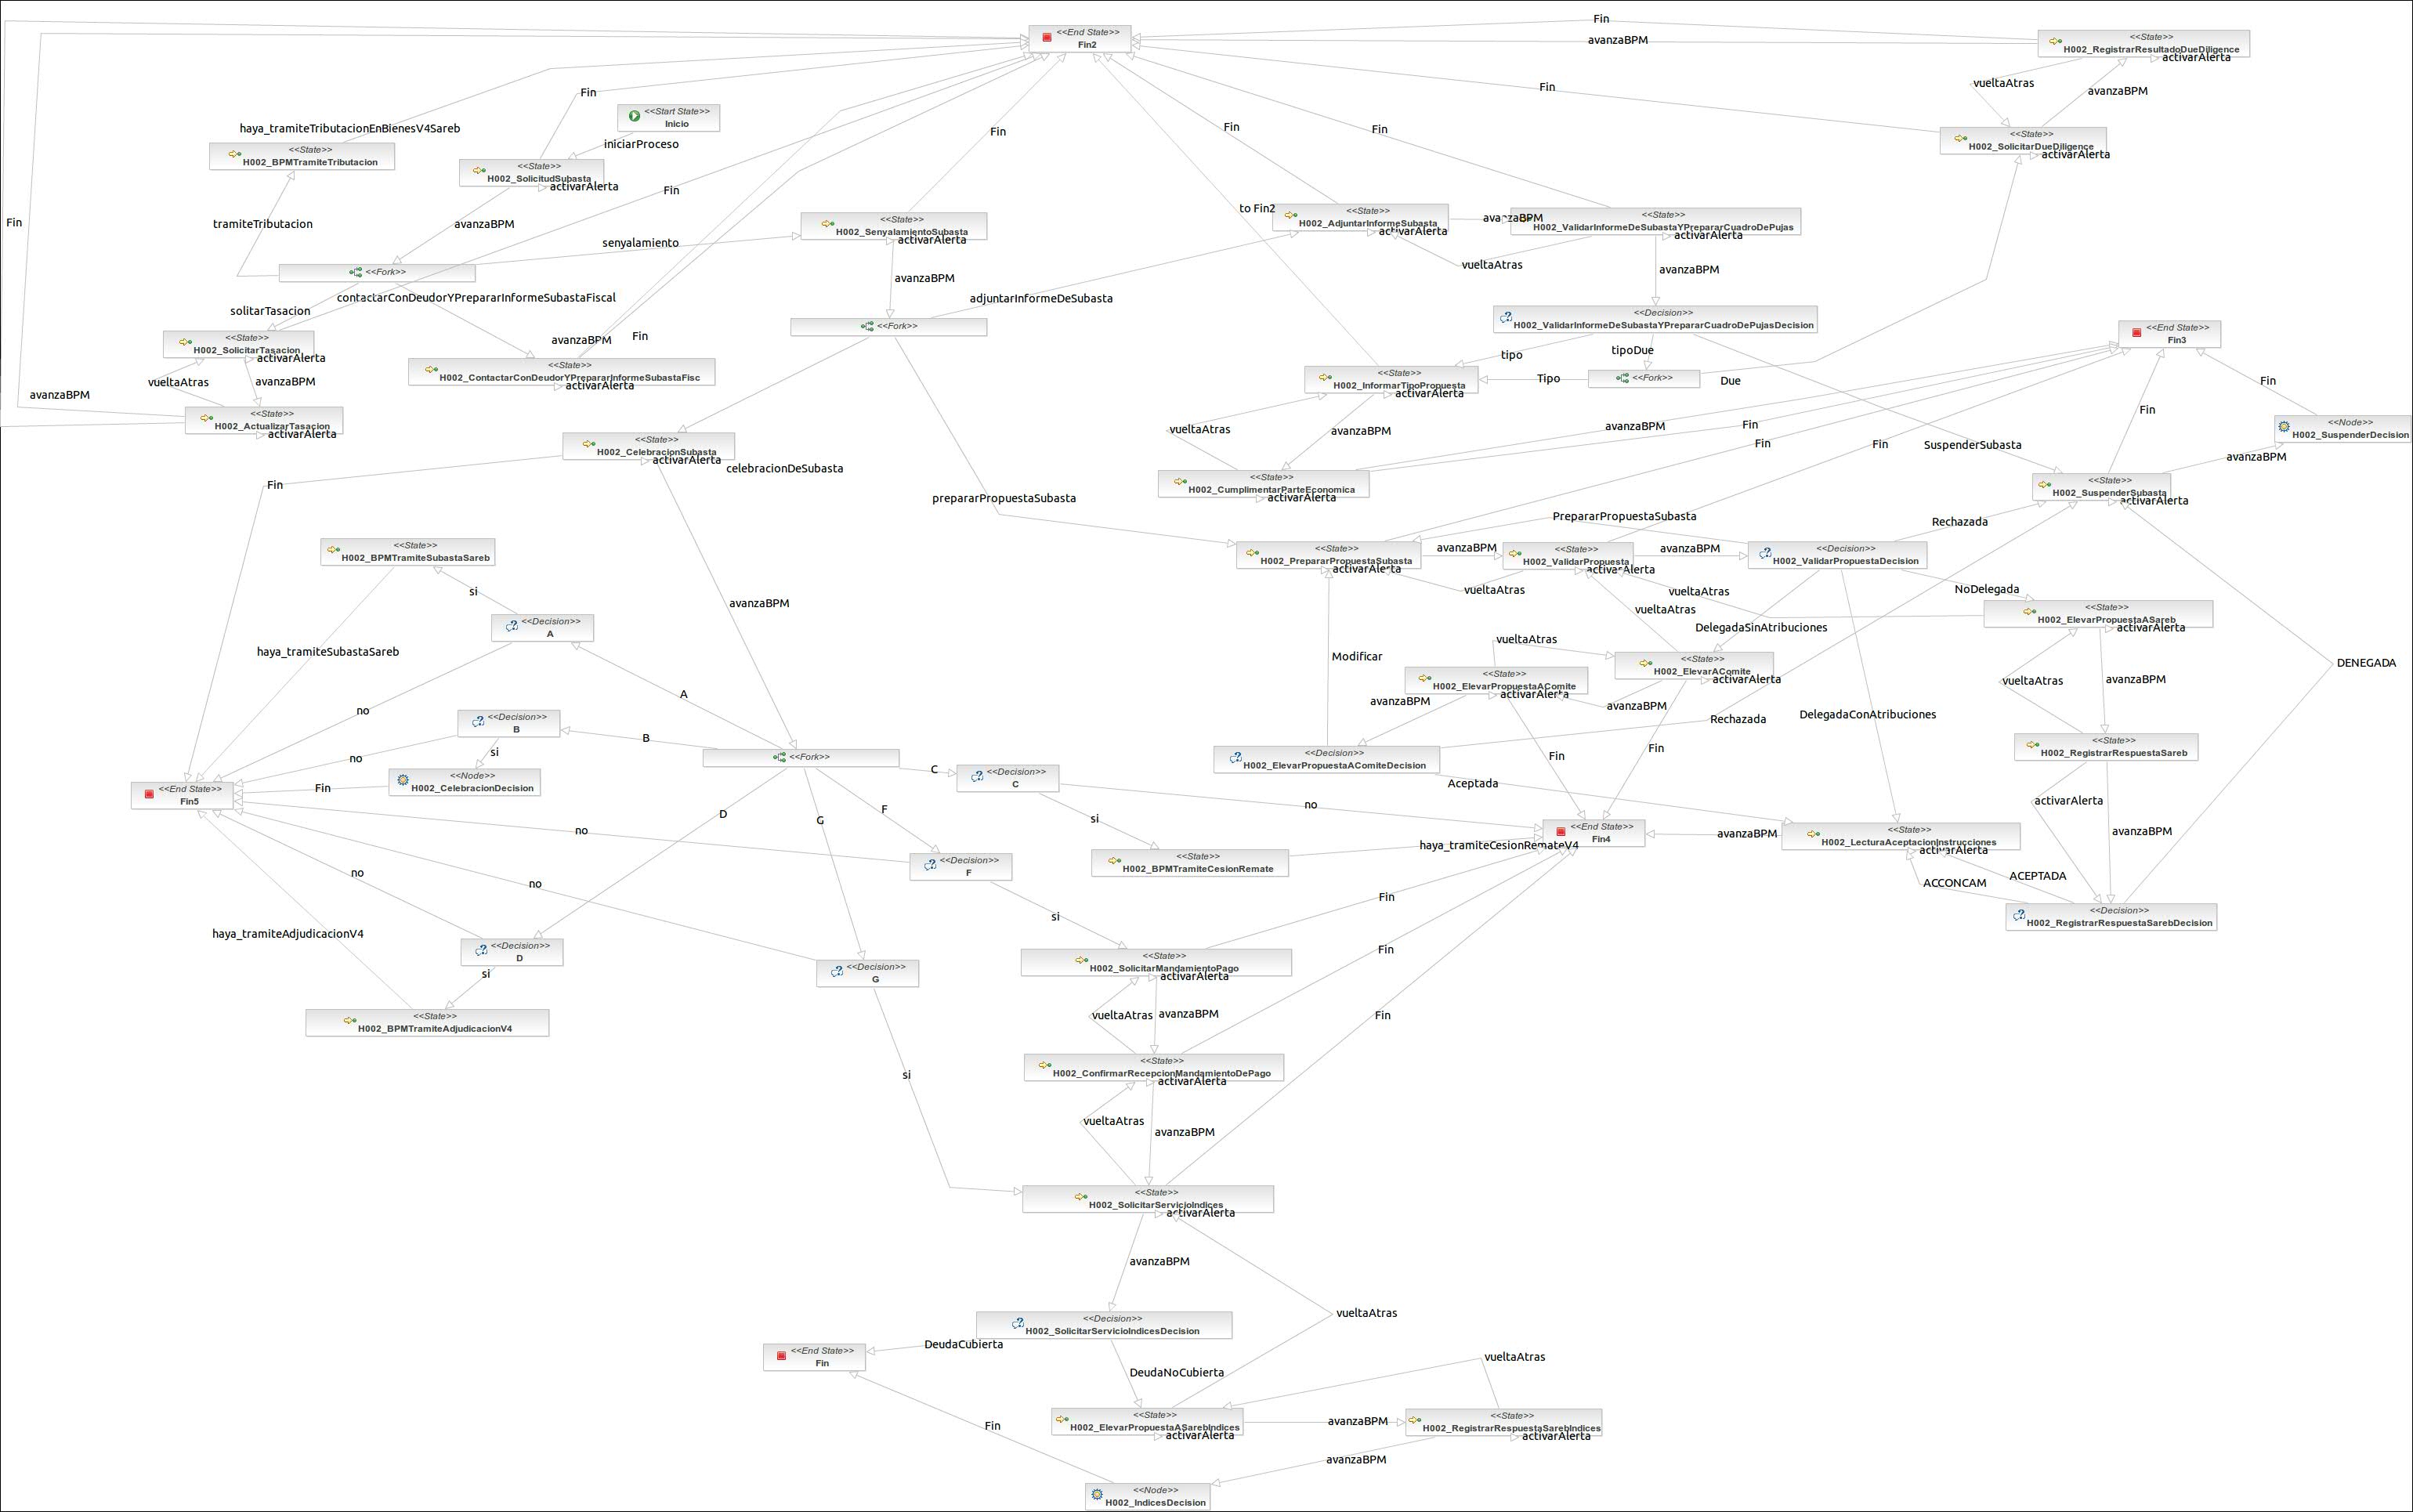 Fin
<<End State>>
Fin2
avanzaBPM
<<State>>
H002_RegistrarResultadoDueDiligence
activarAlerta
Fin
vueltaAtras
avanzaBPM
Fin
<<Start State>>
Inicio
haya_tramiteTributacionEnBienesV4Sareb
Fin
Fin
Fin
<<State>>
H002_SolicitarDueDiligence
activarAlerta
iniciarProceso
<<State>>
H002_BPMTramiteTributacion
<<State>>
H002_SolicitudSubasta
activarAlerta
Fin
Fin
tramiteTributacion
avanzaBPM
senyalamiento
<<State>>
H002_SenyalamientoSubasta
activarAlerta
to Fin2
<<State>>
H002_AdjuntarInformeSubasta
activarAlerta
avanzaBPM
<<State>>
H002_ValidarInformeDeSubastaYPrepararCuadroDePujas
activarAlerta
vueltaAtras
avanzaBPM
<<Fork>>
avanzaBPM
solitarTasacion
contactarConDeudorYPrepararInformeSubastaFiscal
adjuntarInformeDeSubasta
<<Decision>>
H002_ValidarInformeDeSubastaYPrepararCuadroDePujasDecision
<<Fork>>
<<End State>>
Fin3
<<State>>
H002_SolicitarTasacion
activarAlerta
avanzaBPM
Fin
tipo
tipoDue
<<State>>
H002_ContactarConDeudorYPrepararInformeSubastaFisc
activarAlerta
<<State>>
H002_InformarTipoPropuesta
activarAlerta
Tipo
<<Fork>>
Due
Fin
vueltaAtras
avanzaBPM
avanzaBPM
<<State>>
H002_ActualizarTasacion
activarAlerta
Fin
<<Node>>
H002_SuspenderDecision
vueltaAtras
avanzaBPM
avanzaBPM
Fin
Fin
Fin
SuspenderSubasta
avanzaBPM
<<State>>
H002_CelebracionSubasta
activarAlerta
celebracionDeSubasta
Fin
<<State>>
H002_CumplimentarParteEconomica
activarAlerta
<<State>>
H002_SuspenderSubasta
activarAlerta
prepararPropuestaSubasta
PrepararPropuestaSubasta
Rechazada
<<State>>
H002_BPMTramiteSubastaSareb
<<State>>
H002_PrepararPropuestaSubasta
activarAlerta
avanzaBPM
<<State>>
H002_ValidarPropuesta
activarAlerta
avanzaBPM
<<Decision>>
H002_ValidarPropuestaDecision
si
vueltaAtras
vueltaAtras
NoDelegada
avanzaBPM
vueltaAtras
<<Decision>>
A
<<State>>
H002_ElevarPropuestaASareb
activarAlerta
DelegadaSinAtribuciones
haya_tramiteSubastaSareb
vueltaAtras
Modificar
<<State>>
H002_ElevarAComite
activarAlerta
DENEGADA
<<State>>
H002_ElevarPropuestaAComite
activarAlerta
vueltaAtras
avanzaBPM
A
avanzaBPM
avanzaBPM
no
Rechazada
DelegadaConAtribuciones
<<Decision>>
B
B
si
no
<<Fork>>
<<Decision>>
H002_ElevarPropuestaAComiteDecision
Fin
Fin
<<State>>
H002_RegistrarRespuestaSareb
C
<<Decision>>
C
Aceptada
<<Node>>
H002_CelebracionDecision
Fin
<<End State>>
Fin5
D
G
F
no
si
activarAlerta
avanzaBPM
no
<<End State>>
Fin4
avanzaBPM
<<State>>
H002_LecturaAceptacionInstrucciones
activarAlerta
haya_tramiteCesionRemateV4
<<State>>
H002_BPMTramiteCesionRemate
<<Decision>>
F
no
no
ACCONCAM
ACEPTADA
Fin
<<Decision>>
H002_RegistrarRespuestaSarebDecision
si
haya_tramiteAdjudicacionV4
<<Decision>>
D
si
<<Decision>>
G
<<State>>
H002_SolicitarMandamientoPago
activarAlerta
Fin
<<State>>
H002_BPMTramiteAdjudicacionV4
vueltaAtras
avanzaBPM
Fin
<<State>>
H002_ConfirmarRecepcionMandamientoDePago
activarAlerta
si
vueltaAtras
avanzaBPM
<<State>>
H002_SolicitarServicioIndices
activarAlerta
avanzaBPM
vueltaAtras
<<Decision>>
H002_SolicitarServicioIndicesDecision
DeudaCubierta
<<End State>>
Fin
DeudaNoCubierta
vueltaAtras
<<State>>
H002_ElevarPropuestaASarebIndices
activarAlerta
avanzaBPM
<<State>>
H002_RegistrarRespuestaSarebIndices
activarAlerta
Fin
avanzaBPM
<<Node>>
H002_IndicesDecision